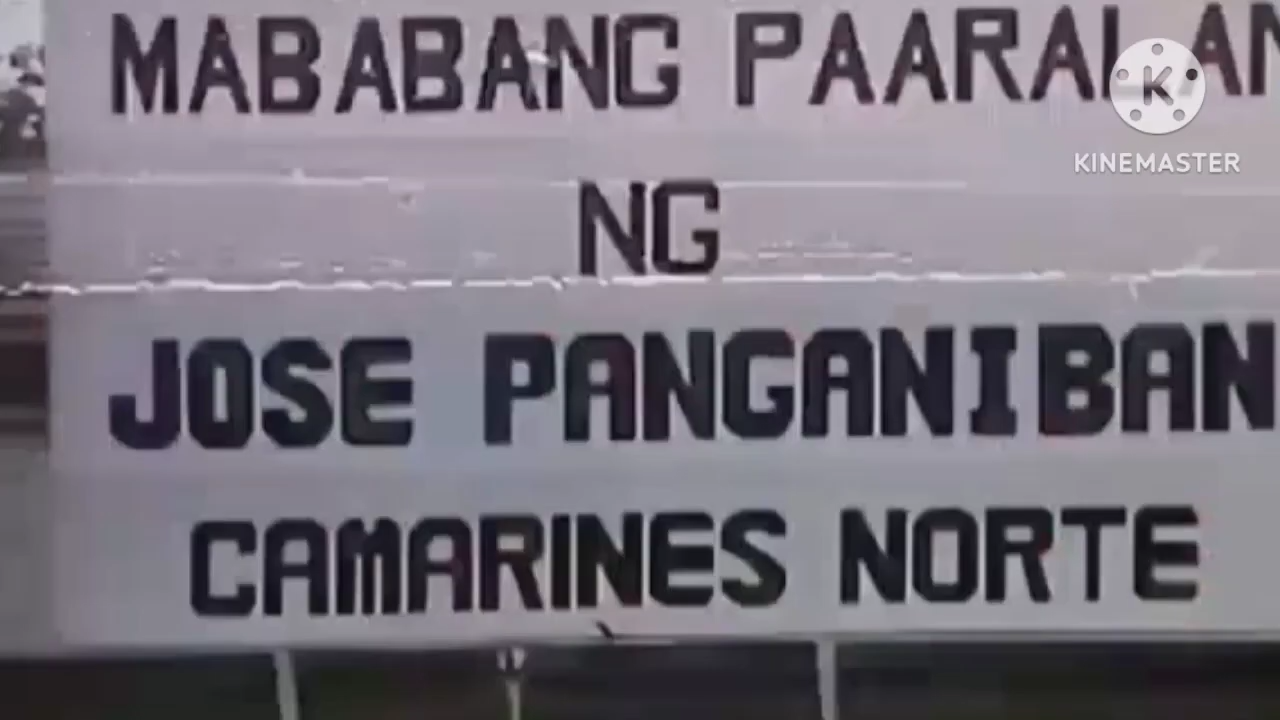 MABABANG PAARALAN
NG
JOSE PANGANIBAN
CAMARINES NORTE
K
KINEMASTER